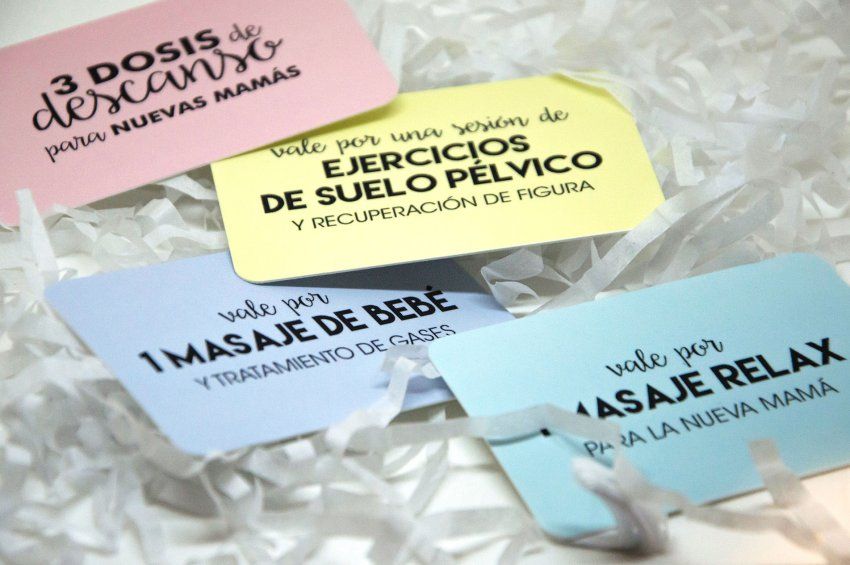 3 DOSIS de
descanso
para NUEVAS MAMÁS
vale por una sesión de
EJERCICIOS
DE SUELO PÉLVICO
Y RECUPERACIÓN DE FIGURA
vale por
1 MASAJE DE BEBÉ
Y TRATAMIENTO DE GASES
vale por
MASAJE RELAX
PARA LA NUEVA MAMÁ